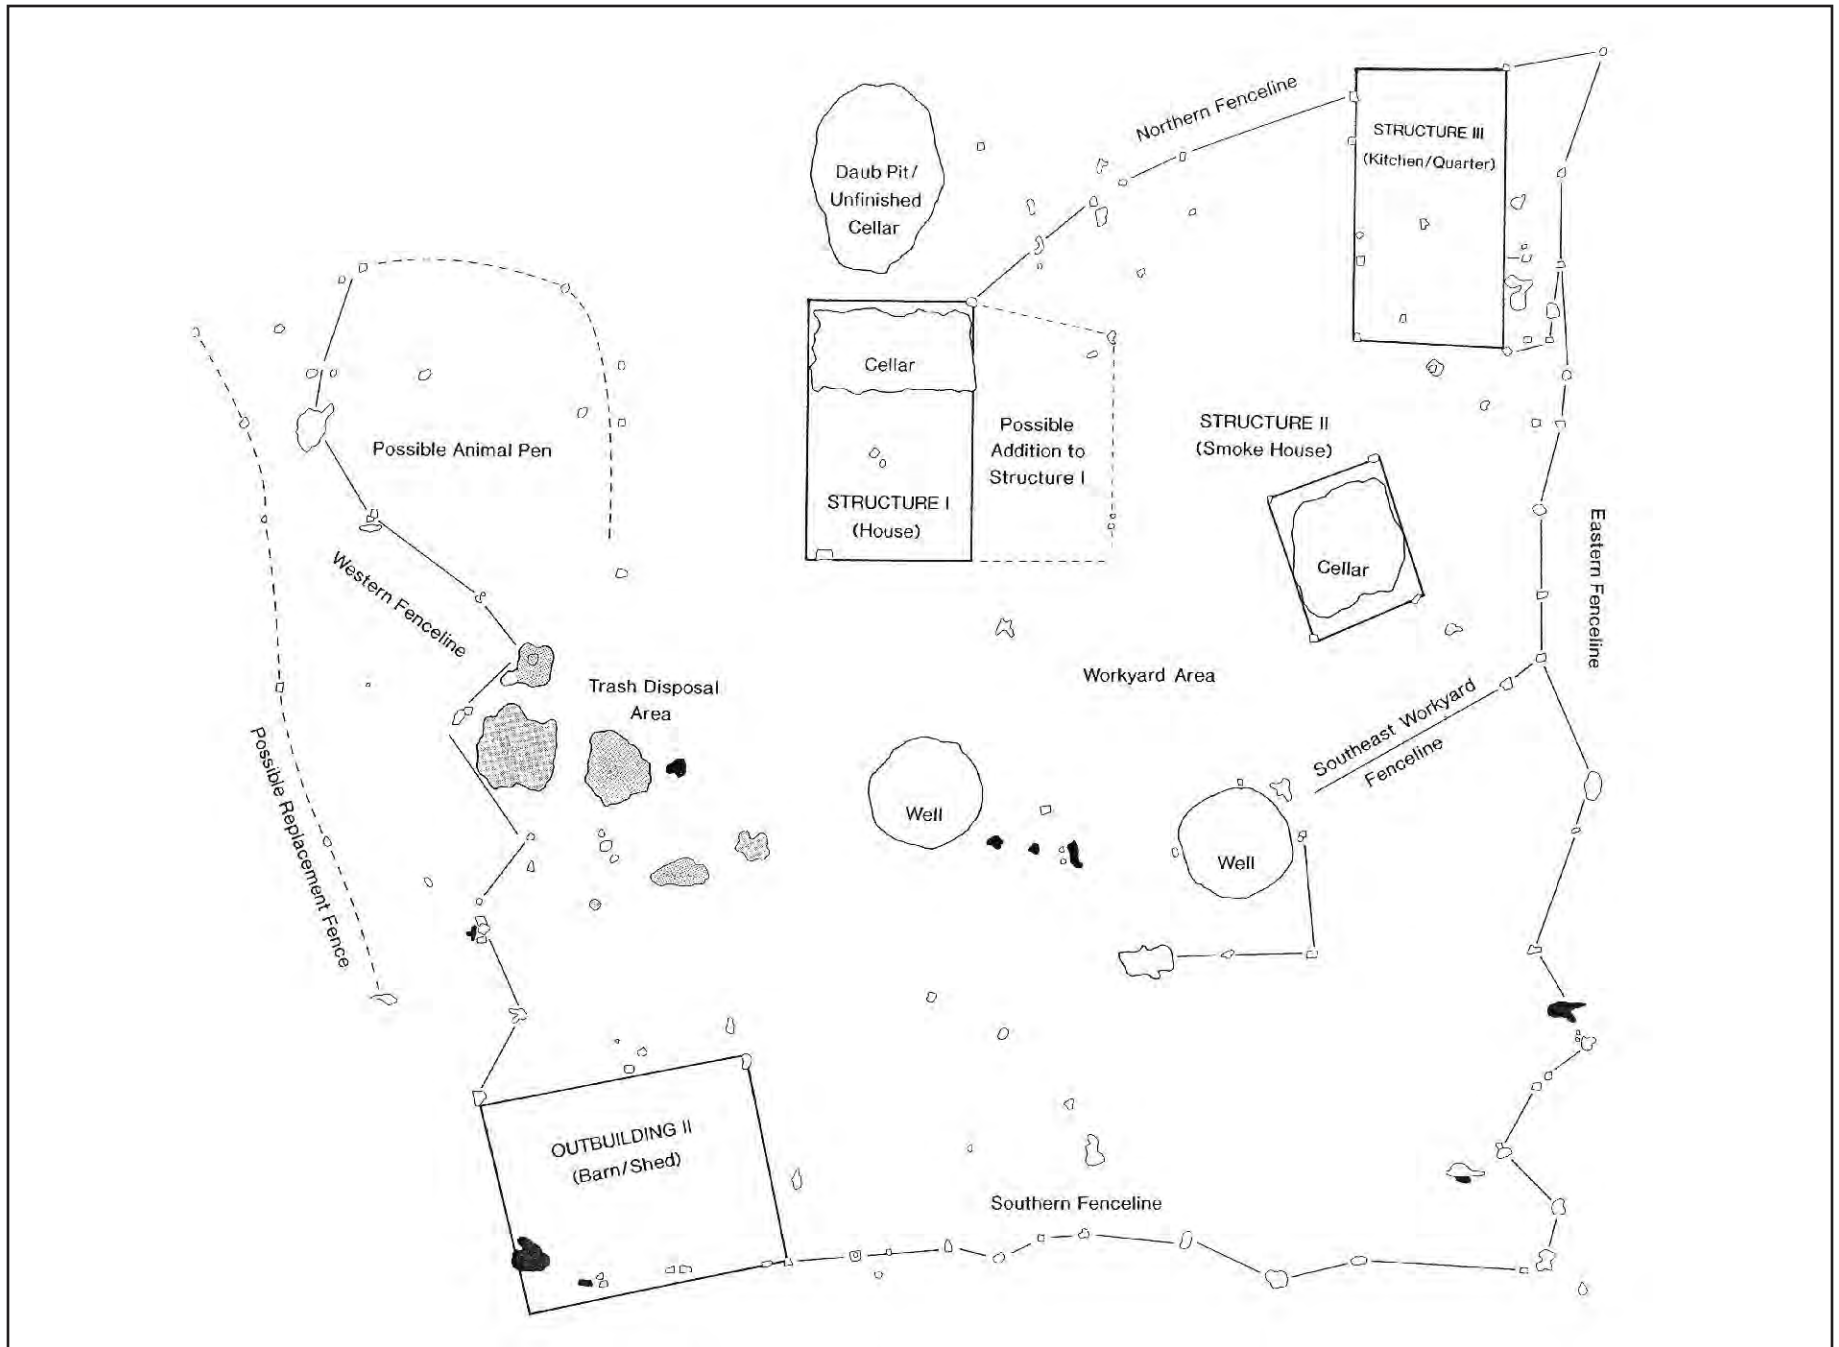 Northern Fenceline
STRUCTURE III
(Kitchen/Quarter)
Daub Pit/
Unfinished
Cellar
Cellar
Possible Animal Pen
Possible
Addition to
Structure I
STRUCTURE II
(Smoke House)
STRUCTURE I
(House)
Cellar
Eastern Fenceline
Western Fenceline
Trash Disposal
Area
Workyard Area
Southeast Workyard
Fenceline
Possible Replacement Fence
Well
Well
OUTBUILDING II
(Barn/Shed)
Southern Fenceline